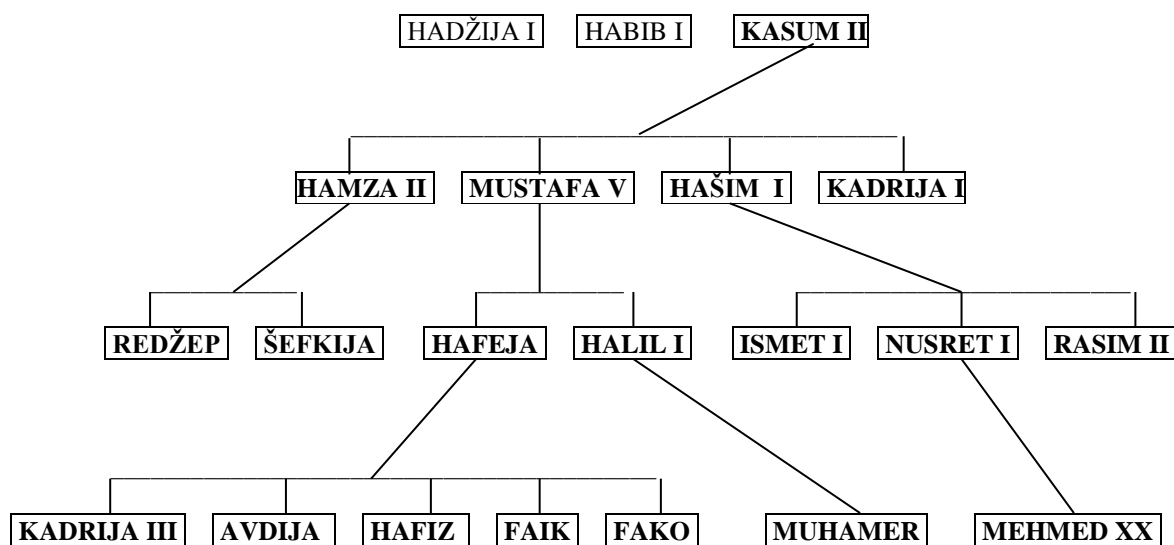 HADŽIJA I HABIB I KASUM II
HAMZA II MUSTAFA V HAŠIM I KADRIJA I
REDŽEP ŠEFKIJA HAFEJA HALIL I ISMET I NUSRET I RASIM II
KADRIJA III AVDIJA HAFIZ FAIK FAKO MUHAMER MEHMED XX